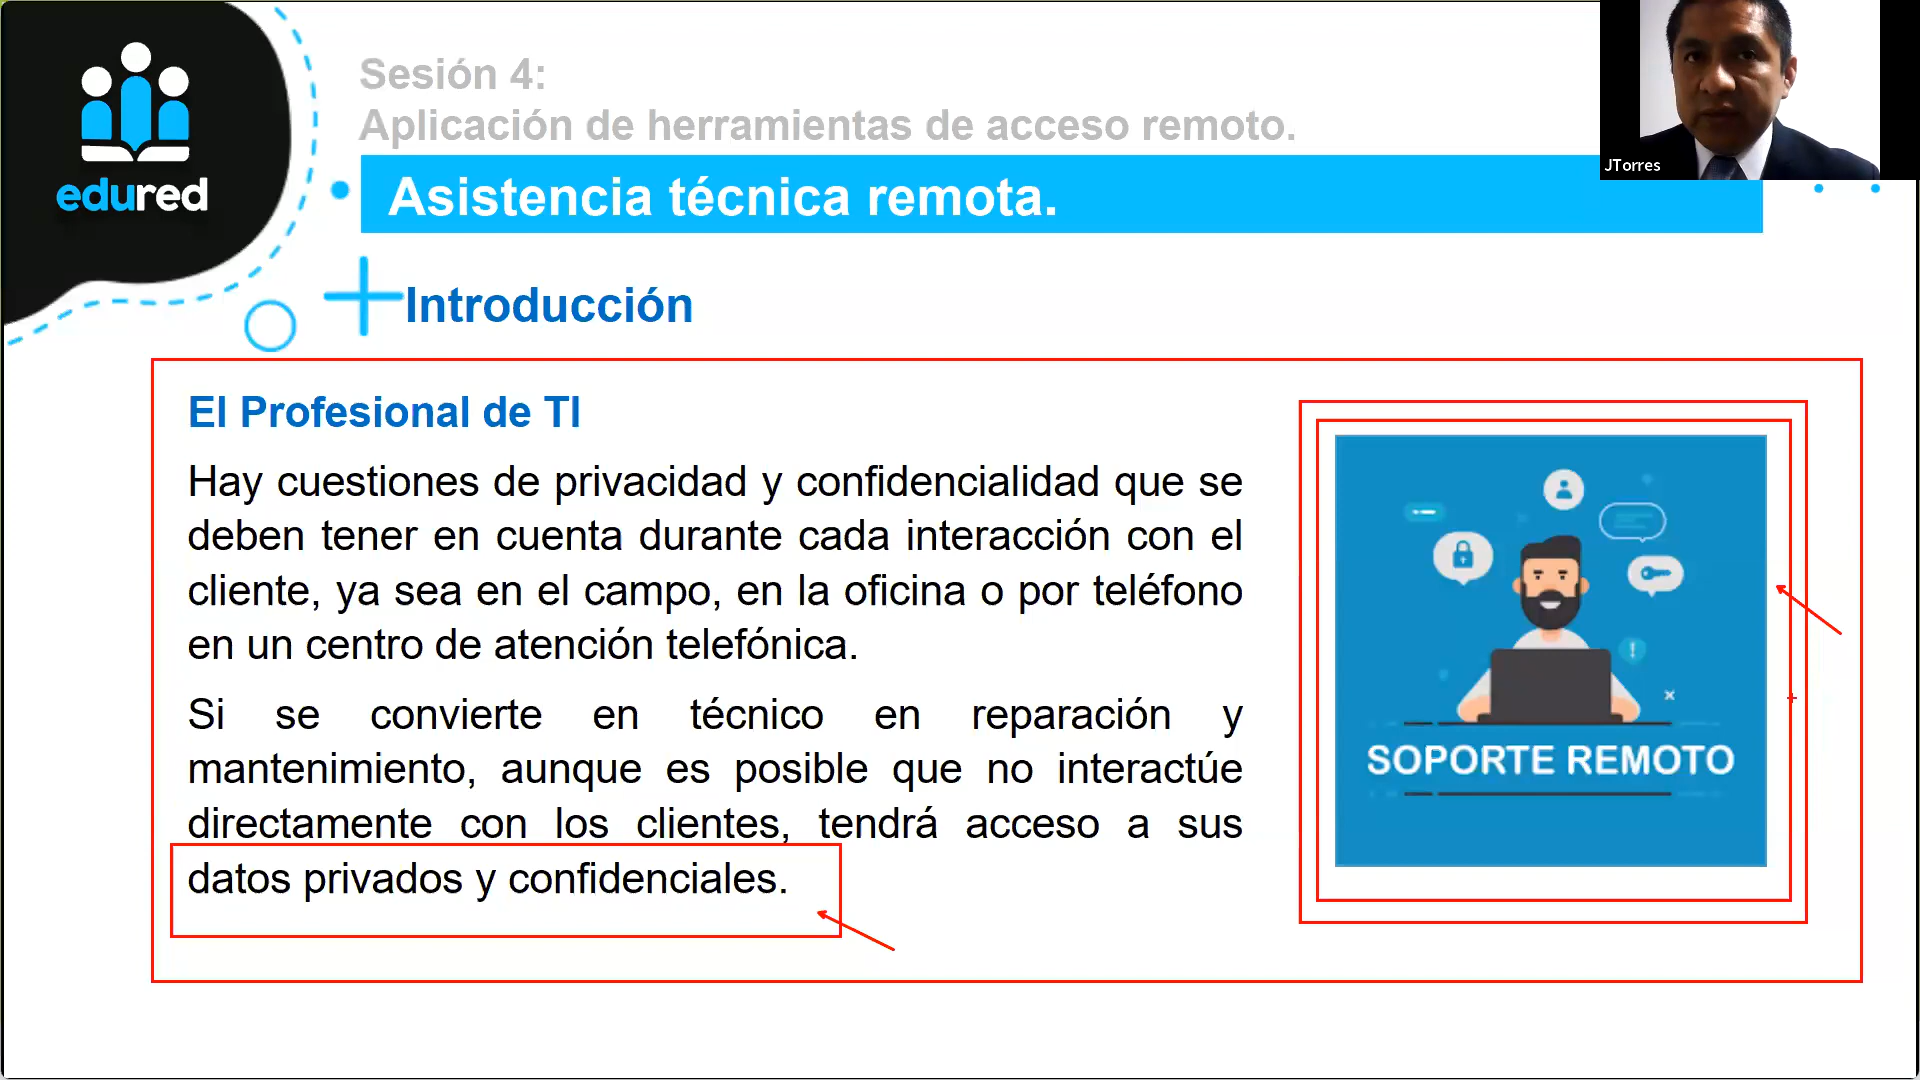 edured
Sesión 4:
Aplicación de herramientas de acceso remoto.
JTorres
Asistencia técnica remota.
Introducción
El Profesional de TI
Hay cuestiones de privacidad y confidencialidad que se
deben tener en cuenta durante cada interacción con el
cliente, ya sea en el campo, en la oficina o por teléfono
en un centro de atención telefónica.
Si se convierte en técnico en reparación y
mantenimiento, aunque es posible que no interactúe
directamente con los clientes, tendrá acceso a sus
datos privados y confidenciales.
SOPORTE REMOTO